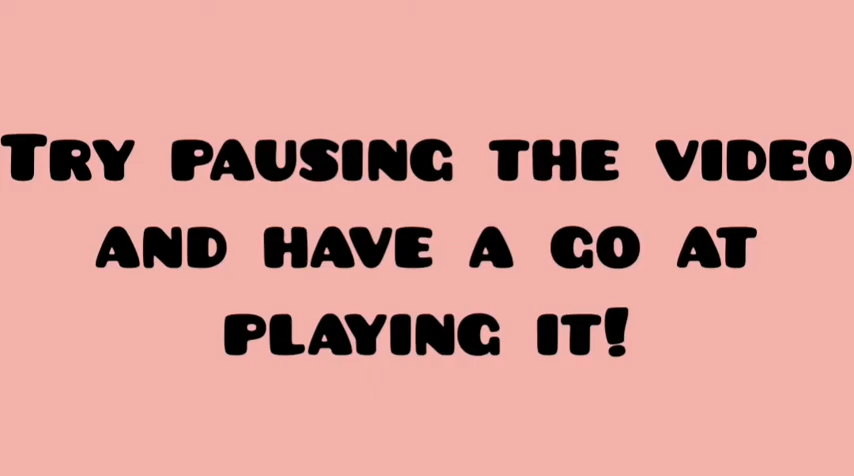 Try pausing the video
and have a go at
playing it!